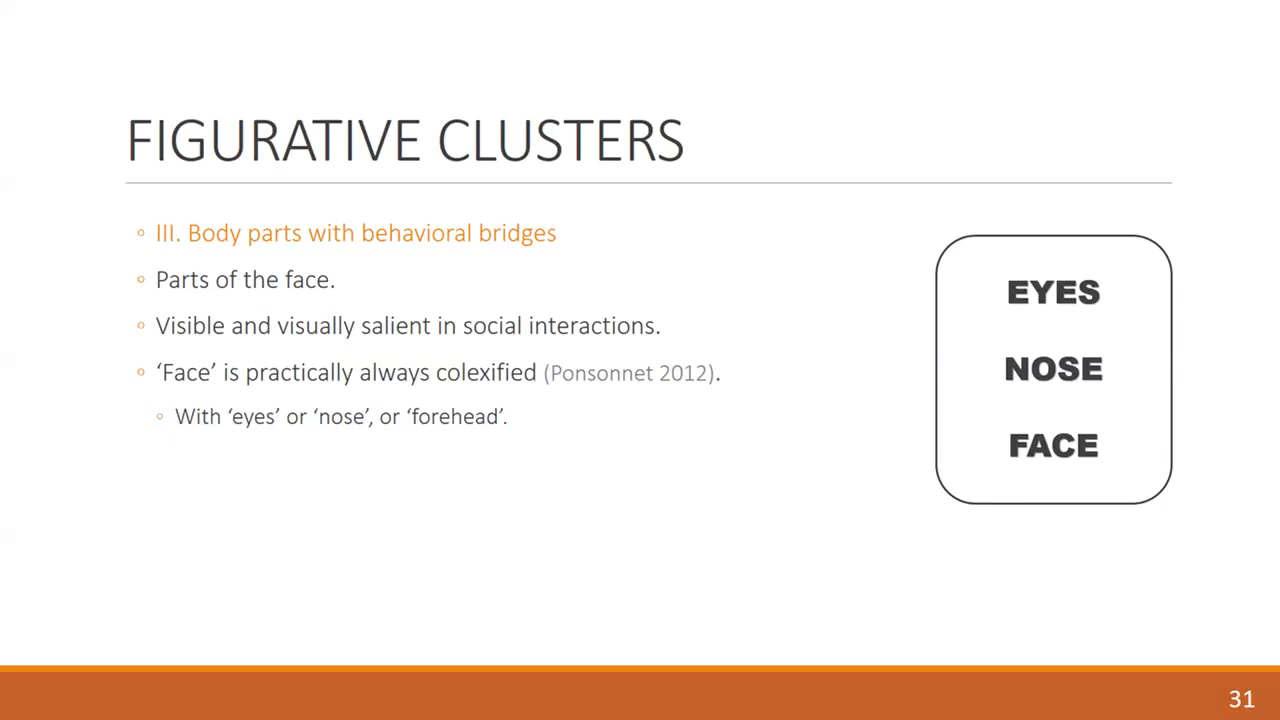 FIGURATIVE CLUSTERS
III. Body parts with behavioral bridges
Parts of the face.
Visible and visually salient in social interactions.
‘Face’ is practically always colexified (Ponsonnet 2012).
With ‘eyes’ or ‘nose’, or ‘forehead’.
EYES
NOSE
FACE
31